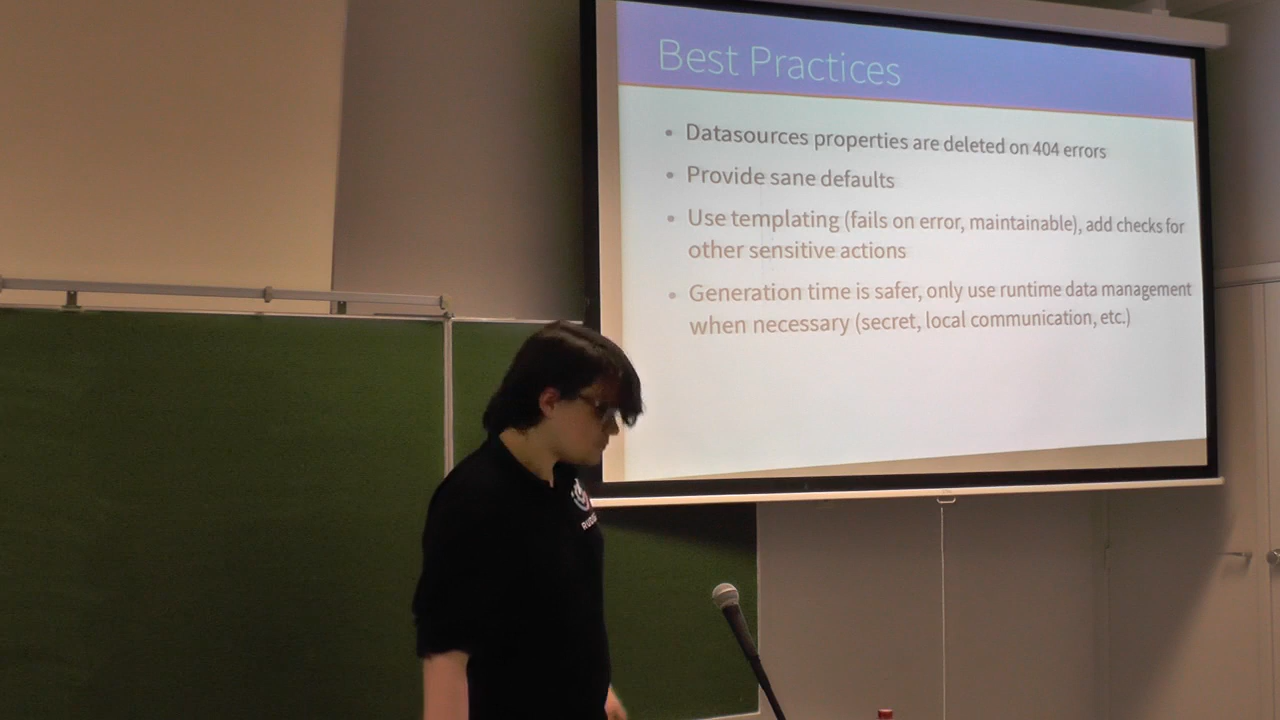 Best Practices
• Datasources properties are deleted on 404 errors
• Provide sane defaults
• Use templating (fails on error, maintainable), add checks for
other sensitive actions
• Generation time is safer, only use runtime data management
when necessary (secret, local communication, etc.)